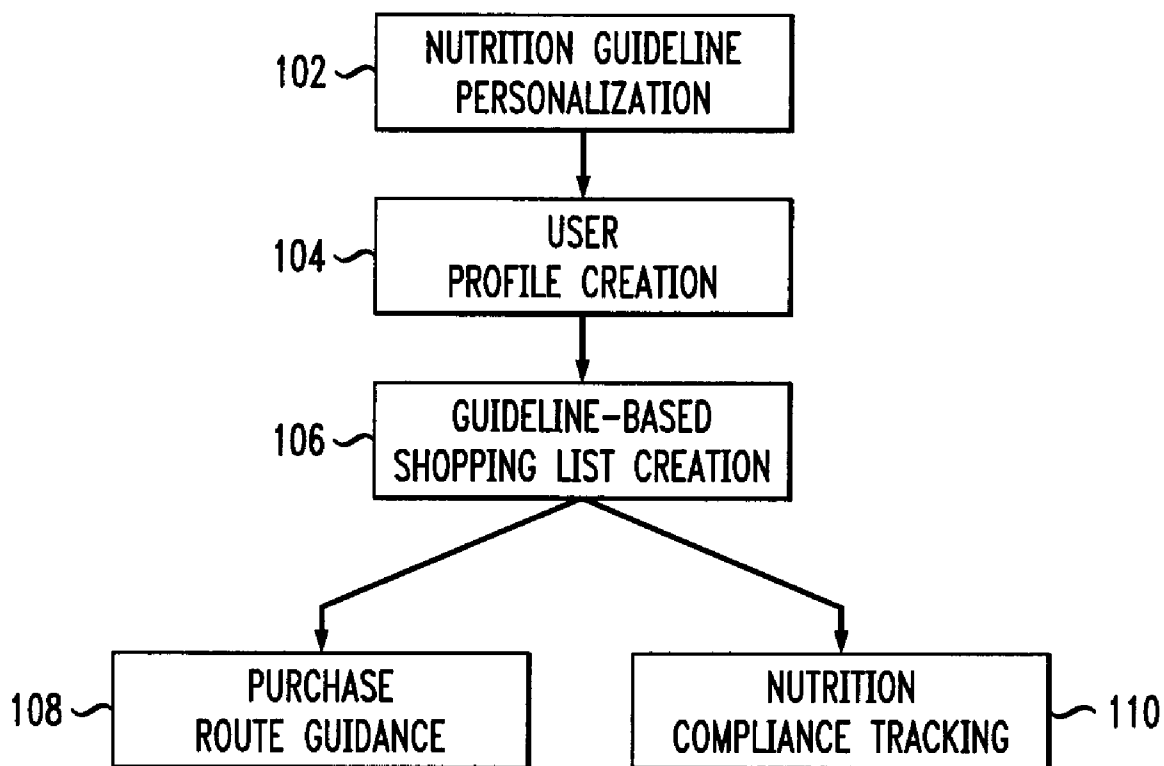 102
NUTRITION GUIDELINE
PERSONALIZATION
104
USER
PROFILE CREATION
106
GUIDELINE-BASED
SHOPPING LIST CREATION
108
PURCHASE
ROUTE GUIDANCE
NUTRITION
COMPLIANCE TRACKING
110